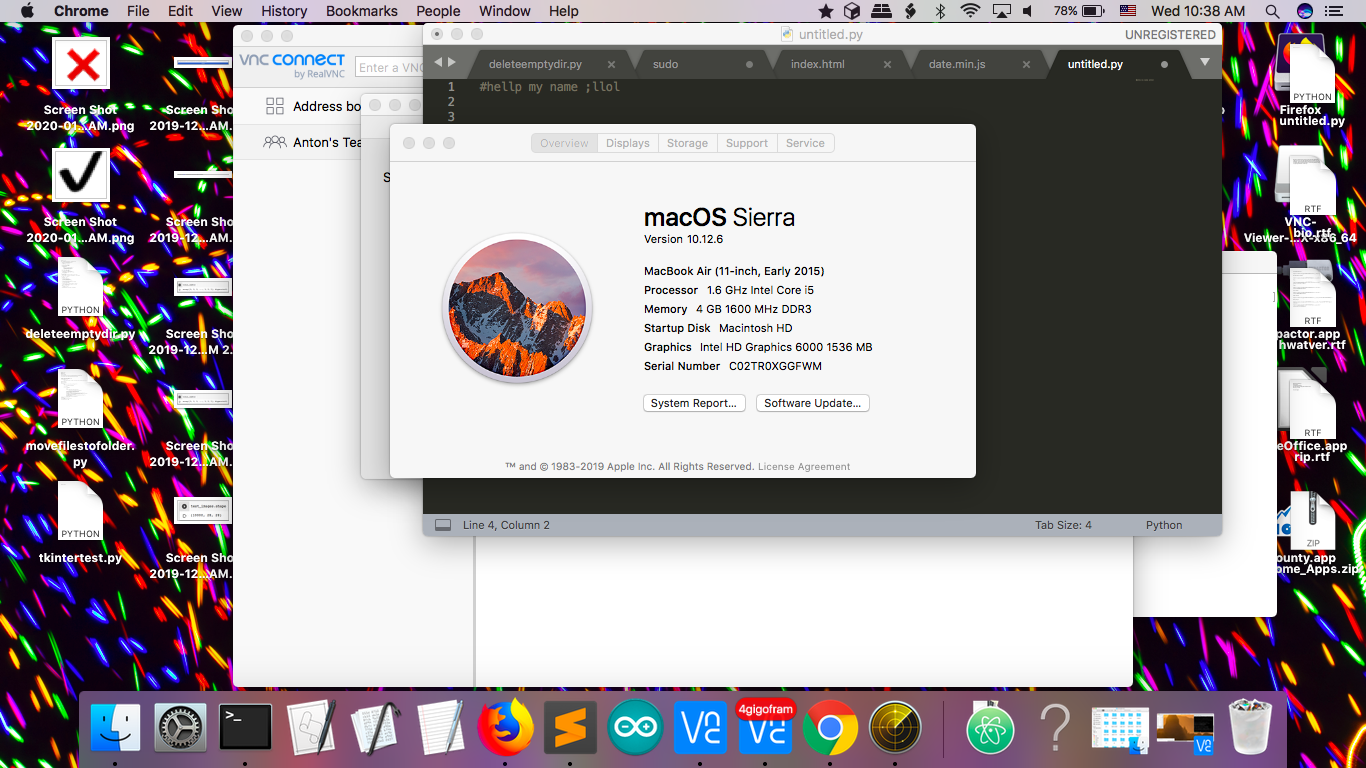 Chrome File Edit View History Bookmarks People Window Help 78% Wed 10:38 AM
untitled.py UNREGISTERED
deleteemptydir.py sudo index.html date.min.js untitled.py
1 #hellp my name ;llol
2
3
vnc connect
by RealVNC
Enter a VNC
Address bo
Anton's Tea
S
Overview Displays Storage Support Service
macOS Sierra
Version 10.12.6
MacBook Air (11-inch, Early 2015)
Processor 1.6 GHz Intel Core i5
Memory 4 GB 1600 MHz DDR3
Startup Disk Macintosh HD
Graphics Intel HD Graphics 6000 1536 MB
Serial Number C02TR0XGGFWM
System Report... Software Update...
™ and © 1983-2019 Apple Inc. All Rights Reserved. License Agreement
Line 4, Column 2 Tab Size: 4 Python
Screen Shot
2020-01...AM.png
Screen Shot
2020-01...AM.png
PYTHON
deleteemptydir.py
PYTHON
movefilestofolder.
py
PYTHON
tkintertest.py
Screen Sho
2019-12...AM.
Screen Sho
2019-12...AM.
Screen Sho
2019-12...M 2.
Screen Sho
2019-12...AM.
Screen Sho
2019-12...AM.
PYTHON
Firefox
untitled.py
RTF
VNC-
bio.rtf
Viewer-...X-x86_64
RTF
pactor.app
hwatver.rtf
RTF
eOffice.app
rip.rtf
ZIP
ounty.app
ome_Apps.zip
4gigofram